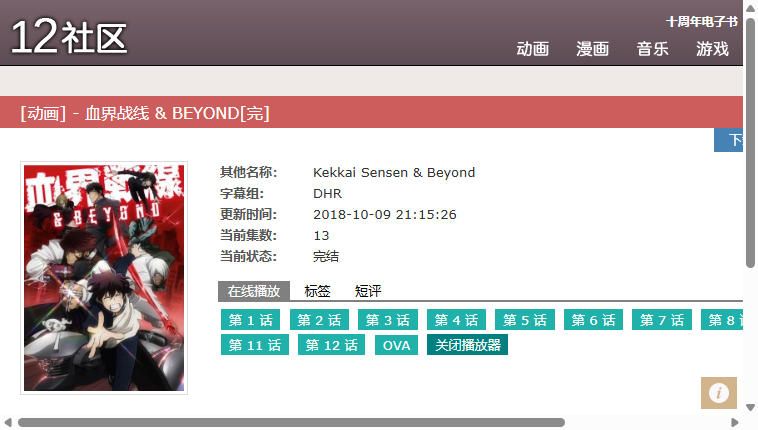 12社区
十周年电子书
动画 漫画 音乐 游戏
[动画] - 血界战线 & BEYOND[完]
下
血界戦線
& BEYOND
其他名称: Kekkai Sensen & Beyond
字幕组: DHR
更新时间: 2018-10-09 21:15:26
当前集数: 13
当前状态: 完结
在线播放 标签 短评
第 1 话 第 2 话 第 3 话 第 4 话 第 5 话 第 6 话 第 7 话 第 8
第 11 话 第 12 话 OVA 关闭播放器
i